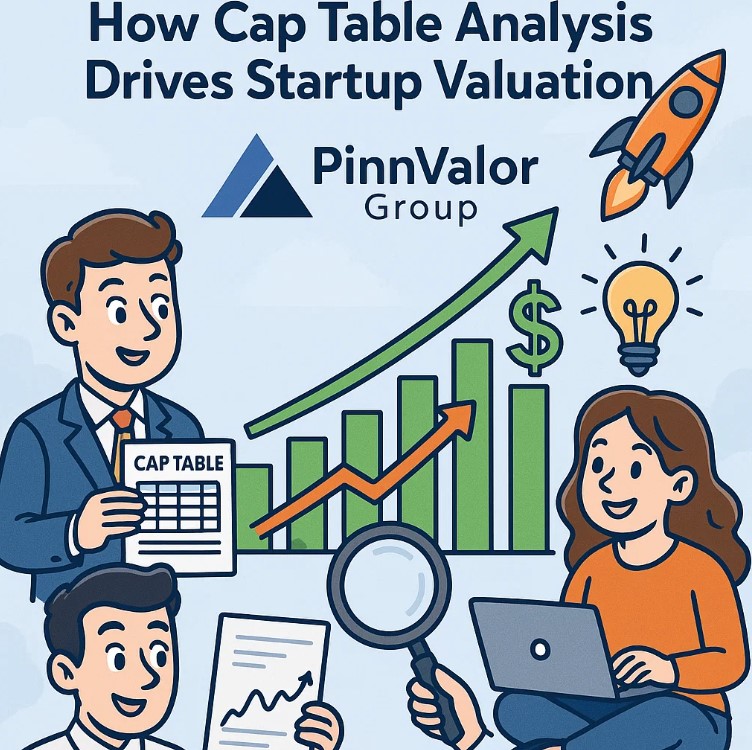 How Cap Table Analysis
Drives Startup Valuation
PinnValor
Group
$
CAP TABLE